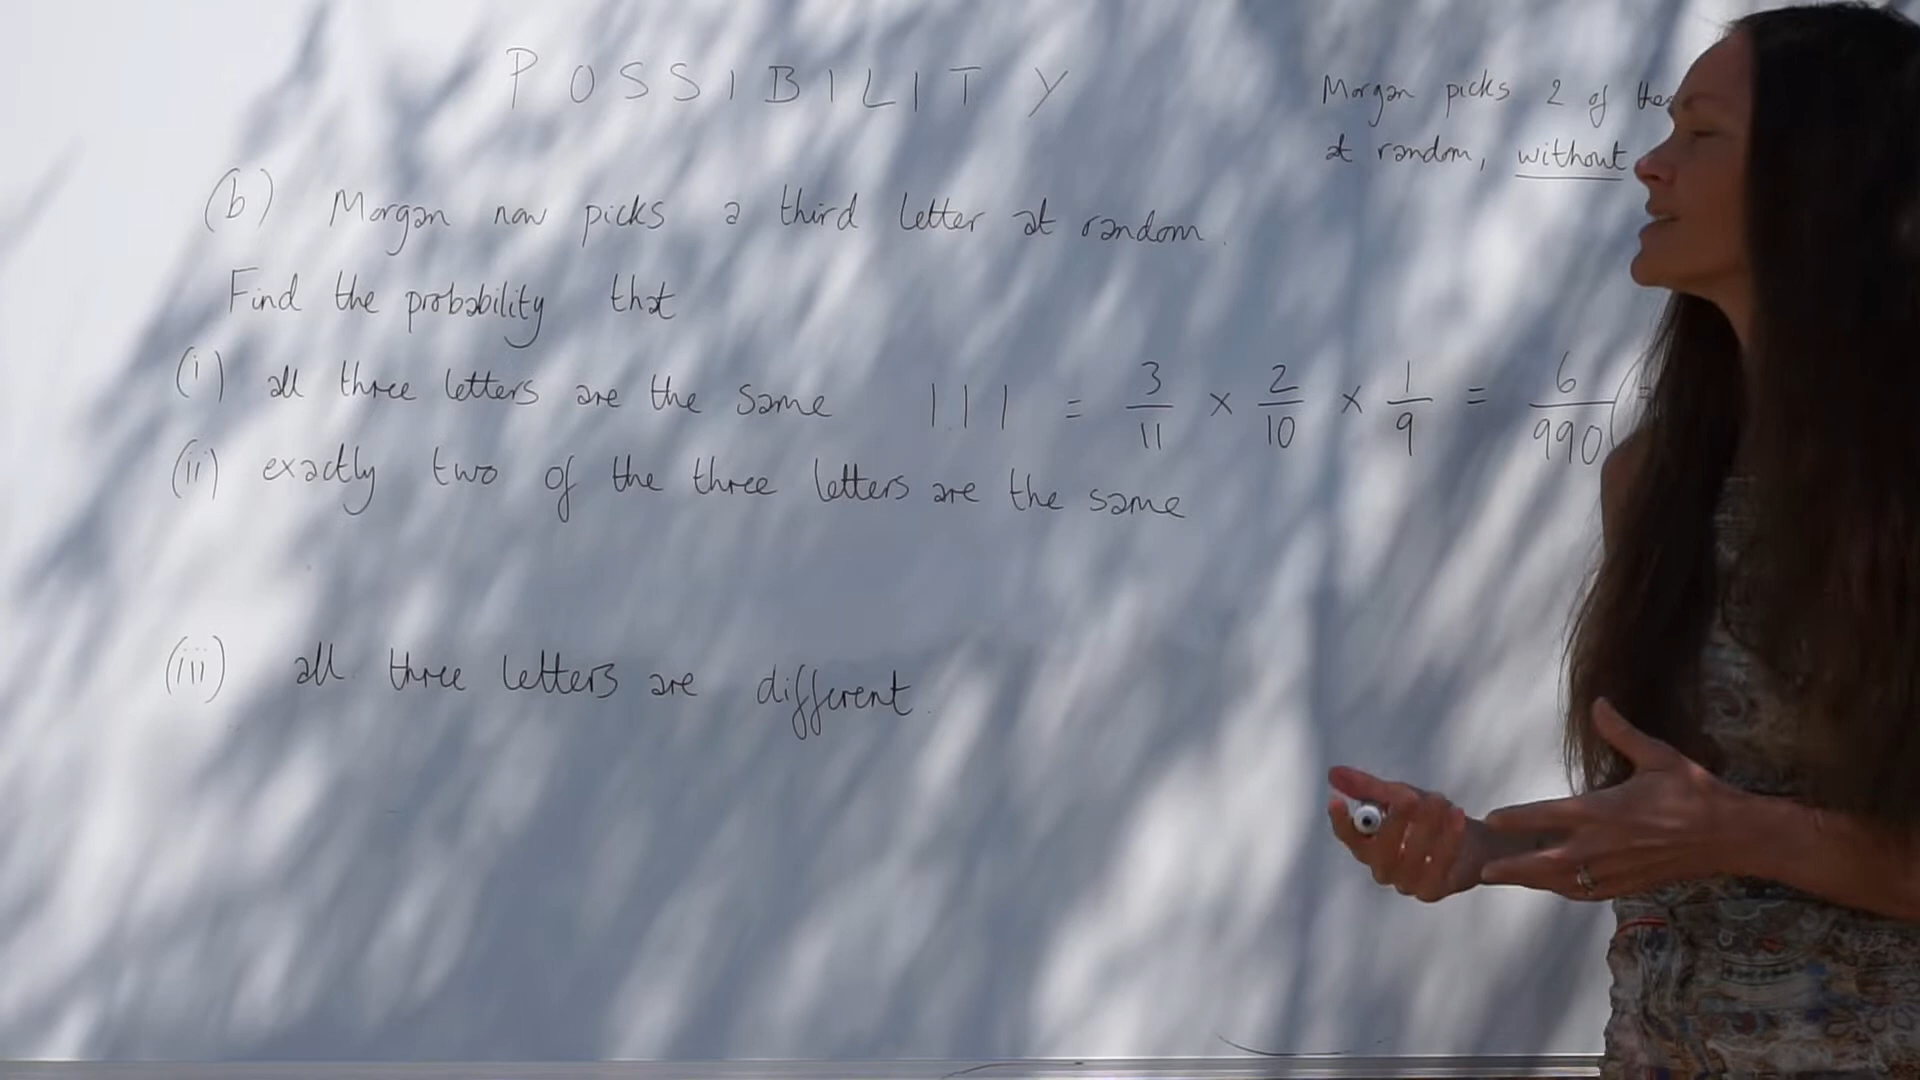 P O S S I B I L I T Y
Morgan picks 2 of
at random, without
(b) Morgan now picks a third letter at random.
Find the probability that
(i) all three letters are the same I I I = 3/11 × 2/10 × 1/9 = 6/990 (=
(ii) exactly two of the three letters are the same
(iii) all three letters are different.